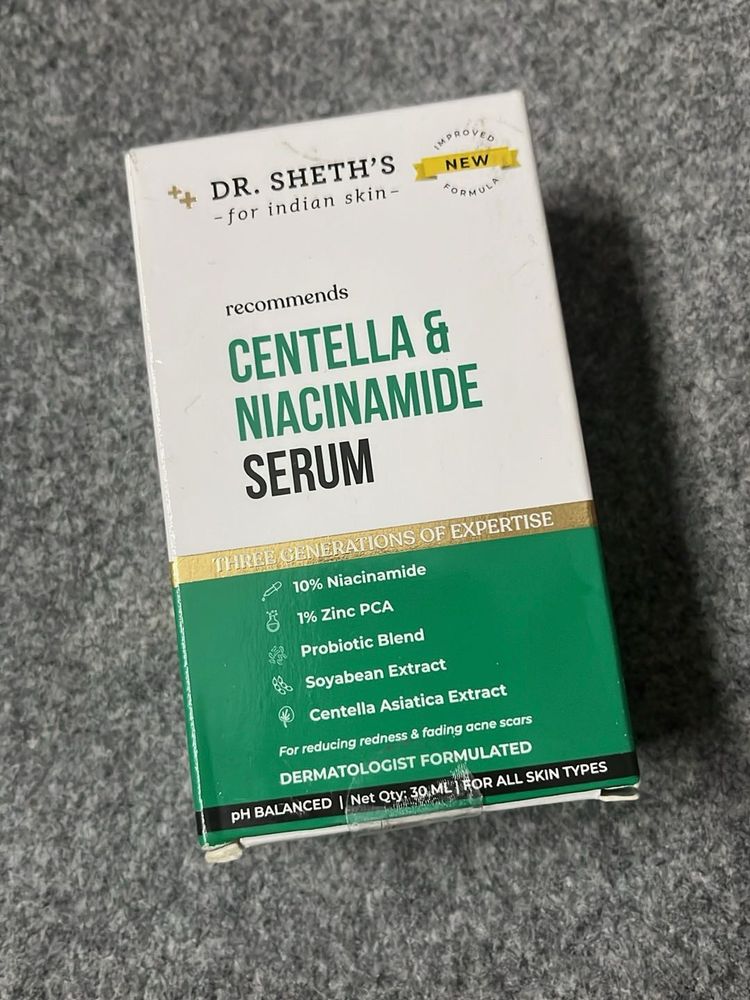 DR. SHETH'S
-for indian skin-
IMPROVED
NEW
FORMULA
recommends
CENTELLA &
NIACINAMIDE
SERUM
THREE GENERATIONS OF EXPERTISE
10% Niacinamide
1% Zinc PCA
Probiotic Blend
Soyabean Extract
Centella Asiatica Extract
For reducing redness & fading acne scars
DERMATOLOGIST FORMULATED
pH BALANCED | Net Qty: 30 ML | FOR ALL SKIN TYPES